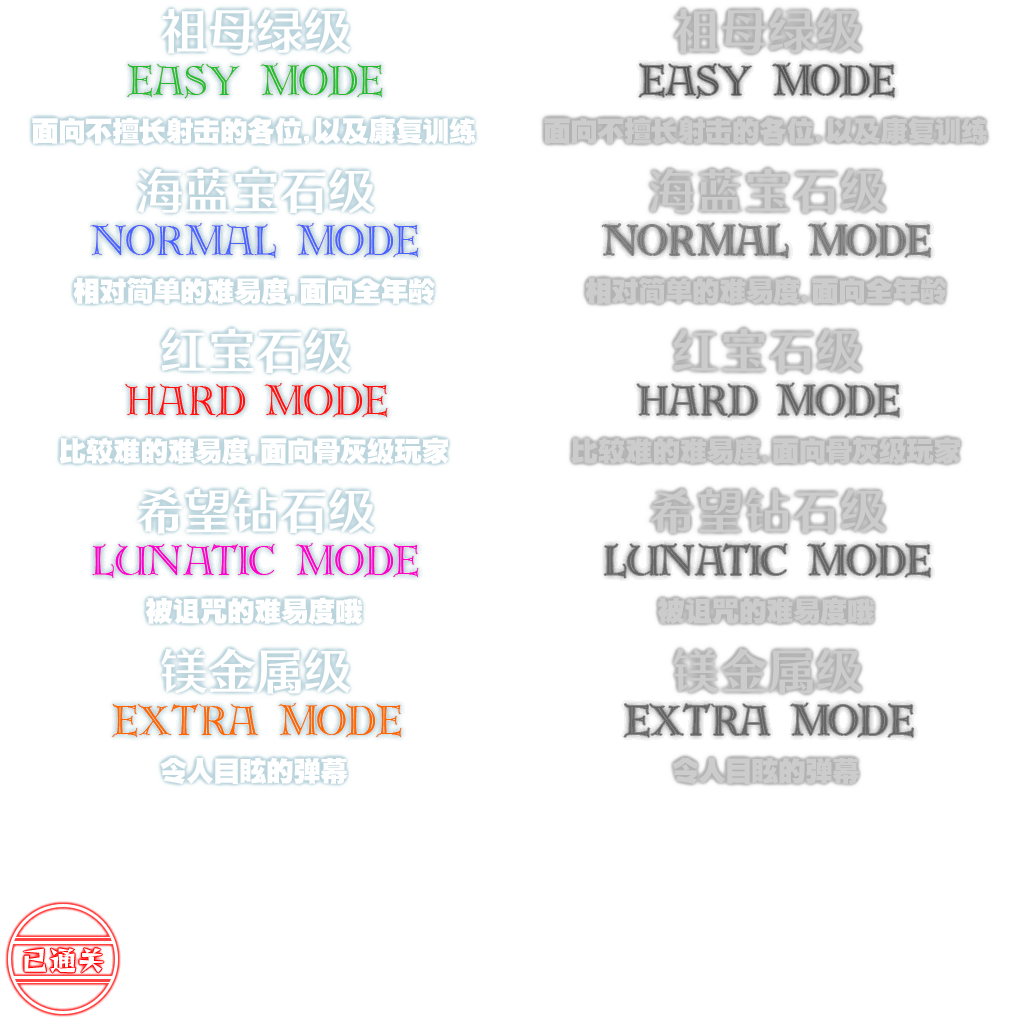 祖母绿级
EASY MODE
面向不擅长射击的各位,以及康复训练
海蓝宝石级
NORMAL MODE
相对简单的难易度,面向全年龄
红宝石级
HARD MODE
比较难的难易度,面向骨灰级玩家
希望钻石级
LUNATIC MODE
被诅咒的难易度哦
镁金属级
EXTRA MODE
令人目眩的弹幕
祖母绿级
EASY MODE
面向不擅长射击的各位,以及康复训练
海蓝宝石级
NORMAL MODE
相对简单的难易度,面向全年龄
红宝石级
HARD MODE
比较难的难易度,面向骨灰级玩家
希望钻石级
LUNATIC MODE
被诅咒的难易度哦
镁金属级
EXTRA MODE
令人目眩的弹幕
已通关